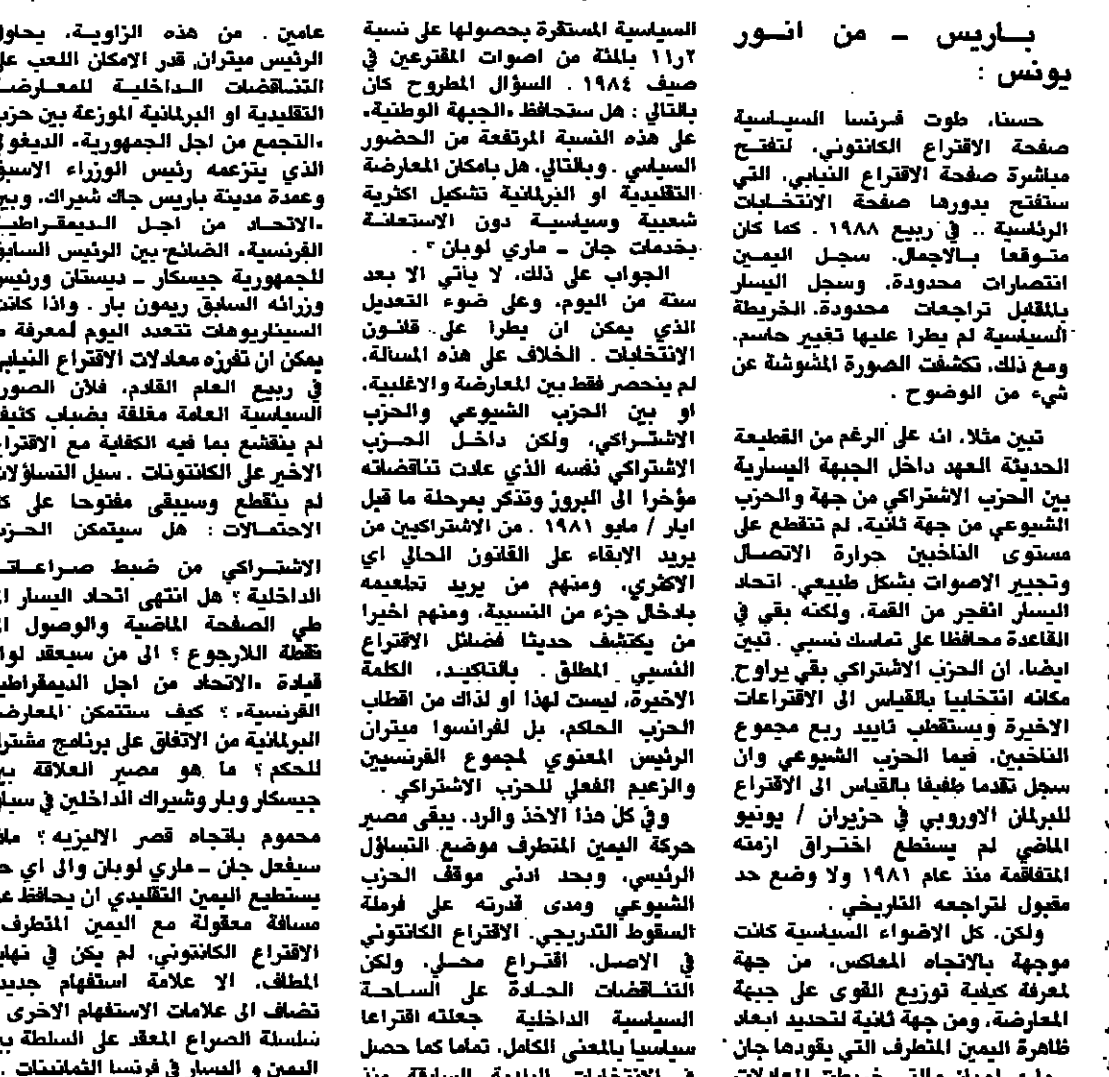 بـاريس - من انـور
يونس :
حسنا، طوت فرنسا السياسية
صفحة الاقتراع الكانتوني، لتفتح
مباشرة صفحة الاقتراع النيابي، التي
ستفتح بدورها صفحة الانتخابات
الرئاسية .. في ربيع ١٩٨٨ . كما كان
متوقعا بالاجمال، سجل اليمين
انتصارات محدودة، وسجل اليسار
بالمقابل تراجعات محدودة. الخريطة
السياسية لم يطرا عليها تغيير حاسم.
ومع ذلك، تكشفت الصورة المشوشة عن
شيء من الوضوح .
تبين مثلا، انه على الرغم من القطيعة
الحديثة العهد داخل الجبهة اليسارية
بين الحزب الاشتراكي من جهة والحزب
الشيوعي من جهة ثانية، لم تنقطع على
مستوى الناخبين حرارة الاتصال
وتجيير الاصوات بشكل طبيعي. اتحاد
اليسار انفجر من القمة، ولكنه بقي في
القاعدة محافظا على تماسك نسبي . تبين
ايضا، ان الحزب الاشتراكي بقي يراوح
مكانه انتخابيا بالقياس الى الاقتراعات
الاخيرة ويستقطب تاييد ربع مجموع
الناخبين، فيما الحزب الشيوعي وان
سجل تقدما طفيفا بالقياس الى الاقتراع
للبرلمان الاوروبي في حزيران / يونيو
الماضي لم يستطع اختراق ازمته
المتفاقمة منذ عام ١٩٨١ ولا وضع حد
مقبول لتراجعه التاريخي .
ولكن، كل الاضواء السياسية كانت
موجهة بالاتجاه المعاكس، من جهة
لمعرفة كيفية توزيع القوى على جبهة
المعارضة، ومن جهة ثانية لتحديد ابعاد
ظاهرة اليمين المتطرف التي يقودها جان
السياسية المستقرة بحصولها على نسبة
١١٫٢ بالمئة من اصوات المقترعين في
صيف ١٩٨٤ . السؤال المطروح كان
بالتالي : هل ستحافظ «الجبهة الوطنية»
على هذه النسبة المرتفعة من الحضور
السياسي . وبالتالي، هل بامكان المعارضة
التقليدية او البرلمانية تشكيل اكثرية
شعبية وسياسية دون الاستعانة
بخدمات جان - ماري لوبان ؟ .
الجواب على ذلك، لا ياتي الا بعد
سنة من اليوم، وعلى ضوء التعديل
الذي يمكن ان يطرا على قانون
الانتخابات . الخلاف على هذه المسالة،
لم ينحصر فقط بين المعارضة والاغلبية،
او بين الحزب الشيوعي والحزب
الاشتراكي، ولكن داخل الحزب
الاشتراكي نفسه الذي عادت تناقضاته
مؤخرا الى البروز وتذكر بمرحلة ما قبل
ايار / مايو ١٩٨١ . من الاشتراكيين من
يريد الابقاء على القانون الحالي اي
الاكثري، ومنهم من يريد تطعيمه
بادخال جزء من النسبية، ومنهم اخيرا
من يكتشف حديثا فضائل الاقتراع
النسبي المطلق . بالتاكيد، الكلمة
الاخيرة، ليست لهذا او لذاك من اقطاب
الحزب الحاكم، بل لفرانسوا ميتران
الرئيس المعنوي لمجموع الفرنسيين
والزعيم الفعلي للحزب الاشتراكي .
وفي كل هذا الاخذ والرد، يبقى مصير
حركة اليمين المتطرف موضع التساؤل
الرئيسي، وبحد ادنى موقف الحزب
الشيوعي ومدى قدرته على فرملة
السقوط التدريجي. الاقتراع الكانتوني
في الاصل، اقتراع محلي، ولكن
التناقضات الحادة على الساحة
السياسية الداخلية جعلته اقتراعا
سياسيا بالمعنى الكامل، تماما كما حصل
في الانتخابات البلدية السابقة منذ
عامين . من هذه الزاوية، يحاول
الرئيس ميتران، قدر الامكان اللعب على
التناقضات الداخلية للمعارضة
التقليدية او البرلمانية الموزعة بين حزب
«التجمع من اجل الجمهورية» الديغولي
الذي يتزعمه رئيس الوزراء الاسبق
وعمدة مدينة باريس جاك شيراك، وبين
«الاتحاد من اجل الديمقراطية
الفرنسية» الضائع بين الرئيس السابق
للجمهورية جيسكار - ديستان ورئيس
وزرائه السابق ريمون بار . واذا كانت
السيناريوهات تتعدد اليوم لمعرفة
يمكن ان تفرزه معادلات الاقتراع النيابي
في ربيع العام القادم، فلان الصورة
السياسية العامة مغلفة بضباب كثيف
لم ينقشع بما فيه الكفاية مع الاقتراع
الاخير على الكانتونات . سيل التساؤلات
لم ينقطع وسيبقى مفتوحا على
الاحتمالات : هل سيتمكن الحزب
الاشتراكي من ضبط صراعاته
الداخلية ؟ هل انتهى اتحاد اليسار
طي الصفحة الماضية والوصول
نقطة اللارجوع ؟ الى من سيعقد
قيادة «الاتحاد من اجل الديمقراطية
الفرنسية» ؟ كيف ستتمكن المعارضة
البرلمانية من الاتفاق على برنامج
للحكم ؟ ما هو مصير العلاقة بين
جيسكار وبار وشيراك الداخلين في
محموم باتجاه قصر الاليزيه ؟
سيفعل جان - ماري لوبان والى اي
يستطيع اليمين التقليدي ان يحافظ
مسافة معقولة مع اليمين المتطرف
الاقتراع الكانتوني، لم يكن في
المطاف، الا علامة استفهام
تضاف الى علامات الاستفهام الاخرى
سلسلة الصراع المعقد على السلطة
اليمين و اليسار في فرنسا الثمانينات .